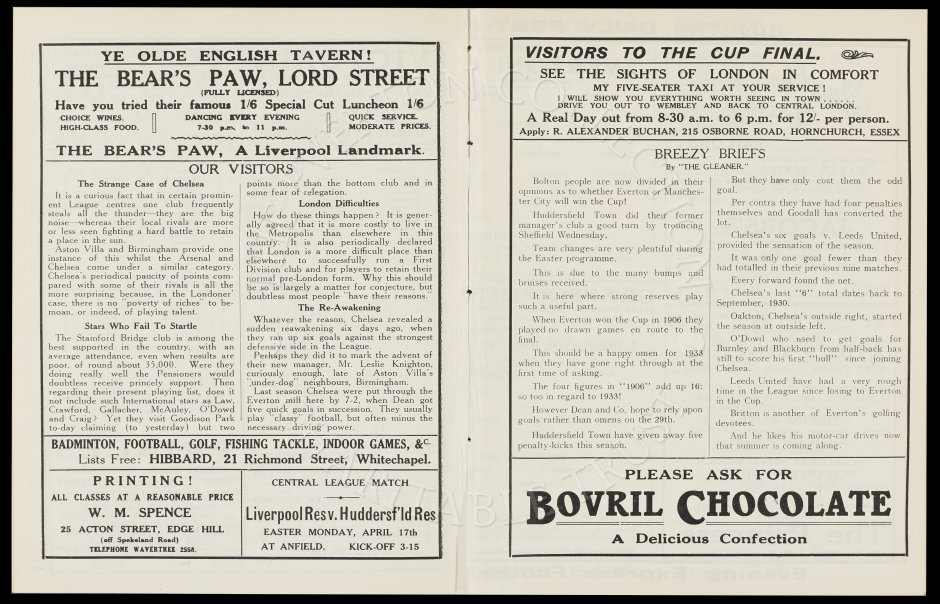 YE OLDE ENGLISH TAVERN!
THE BEAR'S PAW, LORD STREET
(FULLY LICENSED)
Have you tried their famous 1/6 Special Cut Luncheon 1/6
CHOICE WINES.
HIGH-CLASS FOOD.
DANCING EVERY EVENING
7-30 p.m. to 11 p.m.
QUICK SERVICE.
MODERATE PRICES.
THE BEAR'S PAW, A Liverpool Landmark.
OUR VISITORS
The Strange Case of Chelsea
It is a curious fact that in certain promin-
ent League centres one club frequently
steals all the thunder—they are the big
noise—whereas their local rivals are more
or less seen fighting a hard battle to retain
a place in the sun.
Aston Villa and Birmingham provide one
instance of this whilst the Arsenal and
Chelsea come under a similar category.
Chelsea's periodical paucity of points com-
pared with some of their rivals is all the
more surprising because, in the Londoner'
case, there is no "poverty of riches" to be-
moan, or indeed, of playing talent.
Stars Who Fail To Startle
The Stamford Bridge club is among the
best supported in the country, with an
average attendance, even when results are
poor, of round about 35,000. Were they
doing really well the Pensioners would
doubtless receive princely support. Then
regarding their present playing list, does it
not include such International stars as Law,
Crawford, Gallacher, McAuley, O'Dowd
and Craig? Yet they visit Goodison Park
to-day claiming (to yesterday) but two
points more than the bottom club and in
some fear of relegation.
London Difficulties
How do these things happen? It is gener-
ally agreed that it is more costly to live in
the Metropolis than elsewhere in this
country. It is also periodically declared
that London is a more difficult place than
elsewhere to successfully run a First
Division club and for players to retain their
normal pre-London form. Why this should
be so is largely a matter for conjecture, but
doubtless most people "have their reasons."
The Re-Awakening
Whatever the reason, Chelsea revealed a
sudden reawakening six days ago, when
they ran up six goals against the strongest
defensive side in the League.
Perhaps they did it to mark the advent of
their new manager, Mr. Leslie Knighton,
curiously enough, late of Aston Villa's
"under-dog" neighbours, Birmingham.
Last season Chelsea were put through the
Everton mill here by 7-2, when Dean got
five quick goals in succession. They usually
play "classy" football, but often minus the
necessary driving power.
BADMINTON, FOOTBALL, GOLF, FISHING TACKLE, INDOOR GAMES, &C.
Lists Free: HIBBARD, 21 Richmond Street, Whitechapel.
PRINTING!
ALL CLASSES AT A REASONABLE PRICE
W. M. SPENCE
25 ACTON STREET, EDGE HILL
(off Spekeland Road)
TELEPHONE WAVERTREE 2558.
CENTRAL LEAGUE MATCH
Liverpool Res v. Huddersf'ld Res
EASTER MONDAY, APRIL 17th
AT ANFIELD. KICK-OFF 3-15
VISITORS TO THE CUP FINAL.
SEE THE SIGHTS OF LONDON IN COMFORT
MY FIVE-SEATER TAXI AT YOUR SERVICE!
I WILL SHOW YOU EVERYTHING WORTH SEEING IN TOWN......
DRIVE YOU OUT TO WEMBLEY AND BACK TO CENTRAL LONDON.
A Real Day out from 8-30 a.m. to 6 p.m. for 12/- per person.
Apply: R. ALEXANDER BUCHAN, 215 OSBORNE ROAD, HORNCHURCH, ESSEX
BREEZY BRIEFS
By "THE GLEANER."
Bolton people are now divided in their
opinions as to whether Everton or Manches-
ter City will win the Cup!
Huddersfield Town did their former
manager's club a good turn by trouncing
Sheffield Wednesday.
Team changes are very plentiful during
the Easter programme.
This is due to the many bumps and
bruises received.
It is here where strong reserves play
such a useful part.
When Everton won the Cup in 1906 they
played no drawn games en route to the
final.
This should be a happy omen for 1933
when they have gone right through at the
first time of asking.
The four figures in "1906" add up 16:
so too in regard to 1933!
However Dean and Co. hope to rely upon
goals rather than omens on the 29th.
Huddersfield Town have given away five
penalty-kicks this season.
But they have only cost them the odd
goal.
Per contra they have had four penalties
themselves and Goodall has converted the
lot.
Chelsea's six goals v. Leeds United,
provided the sensation of the season.
It was only one goal fewer than they
had totalled in their previous nine matches.
Every forward found the net.
Chelsea's last "6" total dates back to
September, 1930.
Oakton, Chelsea's outside right, started
the season at outside left.
O'Dowd who used to get goals for
Burnley and Blackburn from half-back has
still to score his first "bull" since joining
Chelsea.
Leeds United have had a very rough
time in the League since losing to Everton
in the Cup.
Britton is another of Everton's golfing
devotees.
And he likes his motor-car drives now
that summer is coming along.
PLEASE ASK FOR
BOVRIL CHOCOLATE
A Delicious Confection